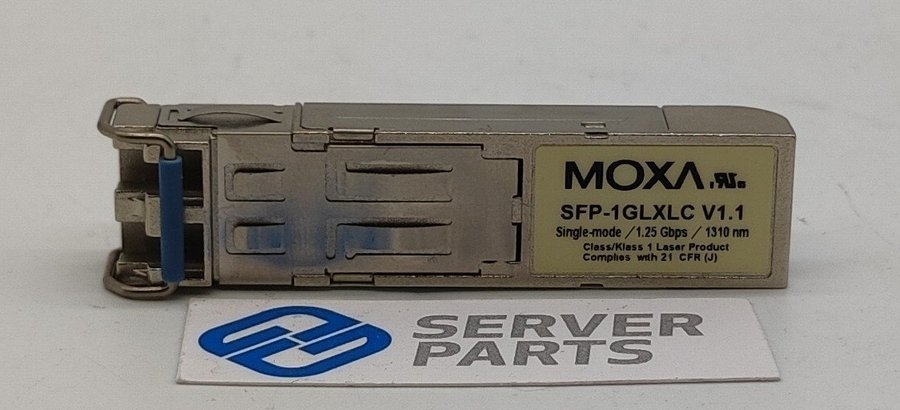 MOXA
SFP-1GLXLC V1.1
Single-mode / 1.25 Gbps / 1310 nm
Class/Klass 1 Laser Product
Complies with 21 CFR (J)
SERVER
PARTS